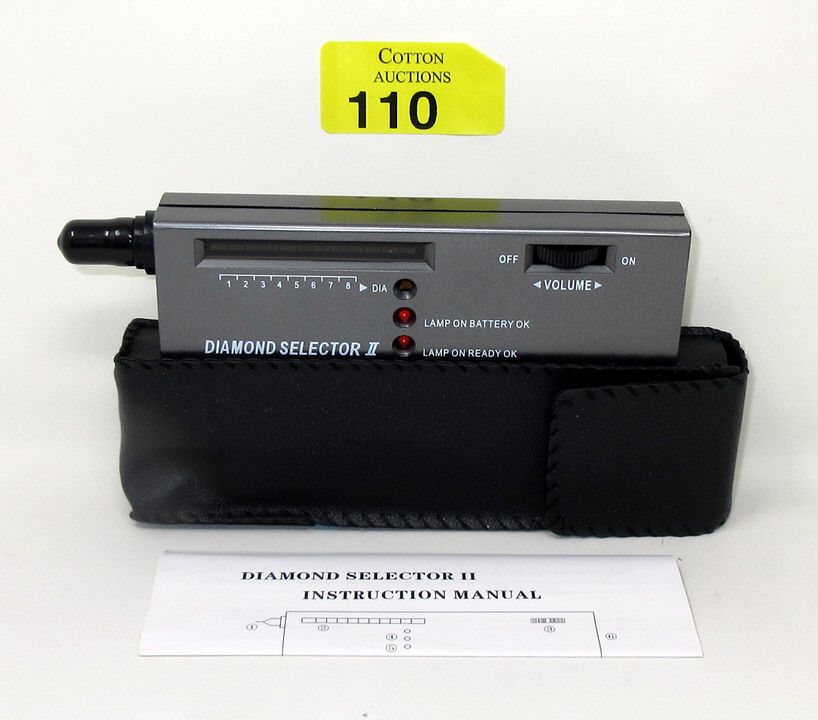 COTTON
AUCTIONS
110
OFF
ON
◀ VOLUME ▶
1 2 3 4 5 6 7 8 ▶ DIA
LAMP ON BATTERY OK
DIAMOND SELECTOR II
LAMP ON READY OK
DIAMOND SELECTOR II
INSTRUCTION MANUAL